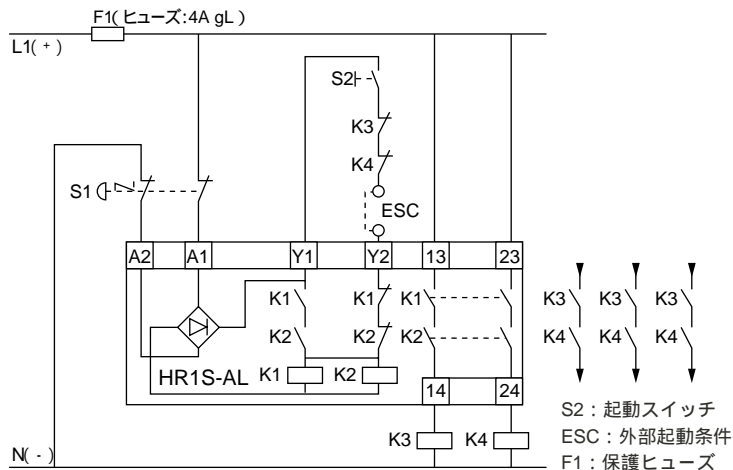 F1(ヒューズ:4A gL)
L1( + )
S2
K3
K4
S1
ESC
A2 A1 Y1 Y2 13 23
K1 K1 K1 K3 K3 K3
K2 K2 K2 K4 K4 K4
HR1S-AL K1 K2
14 24
S2：起動スイッチ
ESC：外部起動条件
K3 K4
N( - )
F1：保護ヒューズ